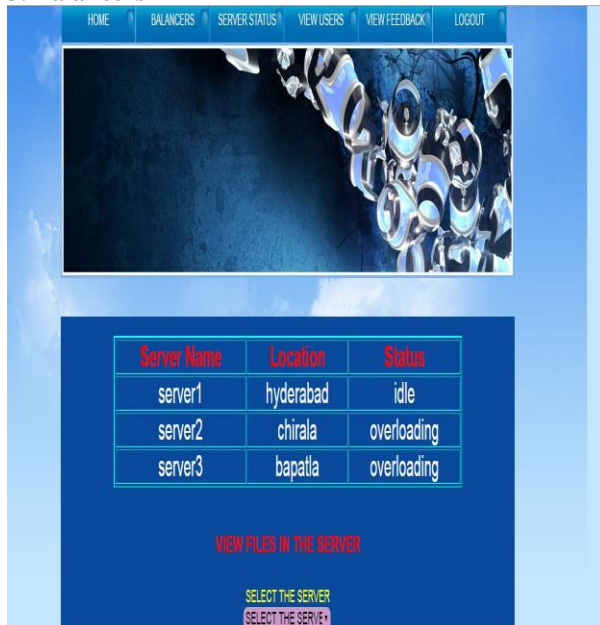 HOME BALANCERS SERVER STATUS VIEW USERS VIEW FEEDBACK LOGOUT
Server Name Location Status
server1 hyderabad idle
server2 chirala overloading
server3 bapatla overloading
VIEW FILES IN THE SERVER
SELECT THE SERVER
SELECT THE SERVE